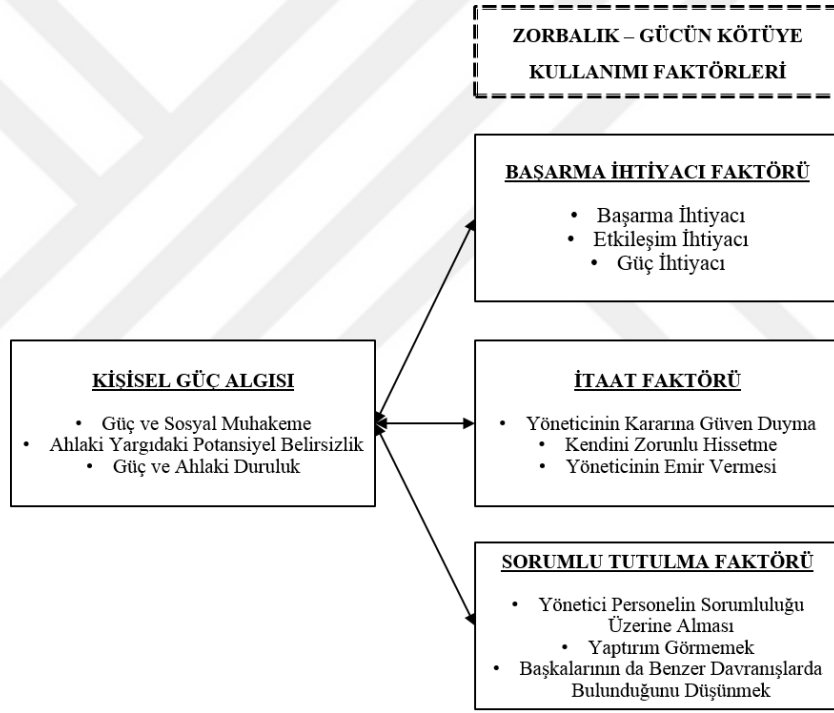 ZORBALIK – GÜCÜN KÖTÜYE
KULLANIMI FAKTÖRLERİ
BAŞARMA İHTİYACI FAKTÖRÜ
• Başarma İhtiyacı
• Etkileşim İhtiyacı
• Güç İhtiyacı
KİŞİSEL GÜÇ ALGISI
• Güç ve Sosyal Muhakeme
• Ahlaki Yargıdaki Potansiyel Belirsizlik
• Güç ve Ahlaki Duruluk
İTAAT FAKTÖRÜ
• Yöneticinin Kararına Güven Duyma
• Kendini Zorunlu Hissetme
• Yöneticinin Emir Vermesi
SORUMLU TUTULMA FAKTÖRÜ
• Yönetici Personelin Sorumluluğu
Üzerine Alması
• Yaptırım Görmemek
• Başkalarının da Benzer Davranışlarda
Bulunduğunu Düşünmek